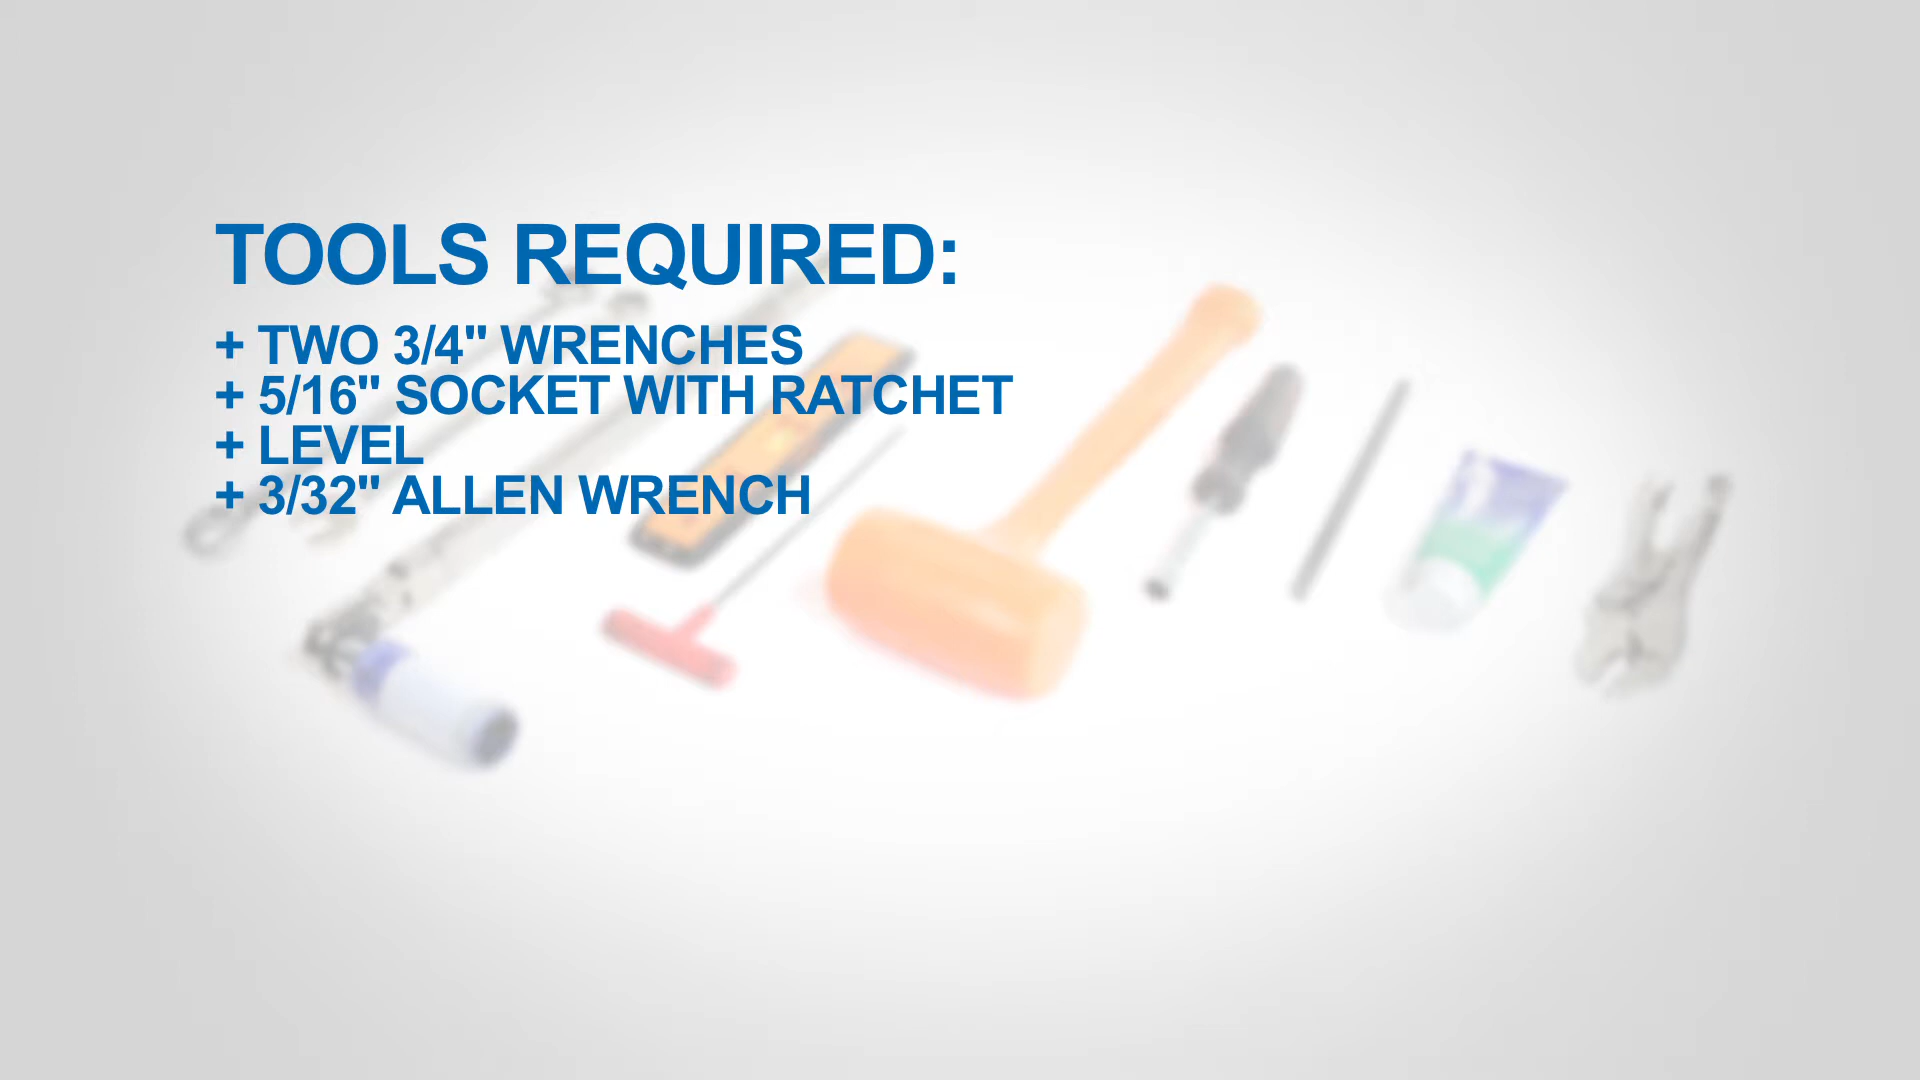 TOOLS REQUIRED:
+ TWO 3/4" WRENCHES
+ 5/16" SOCKET WITH RATCHET
+ LEVEL
+ 3/32" ALLEN WRENCH